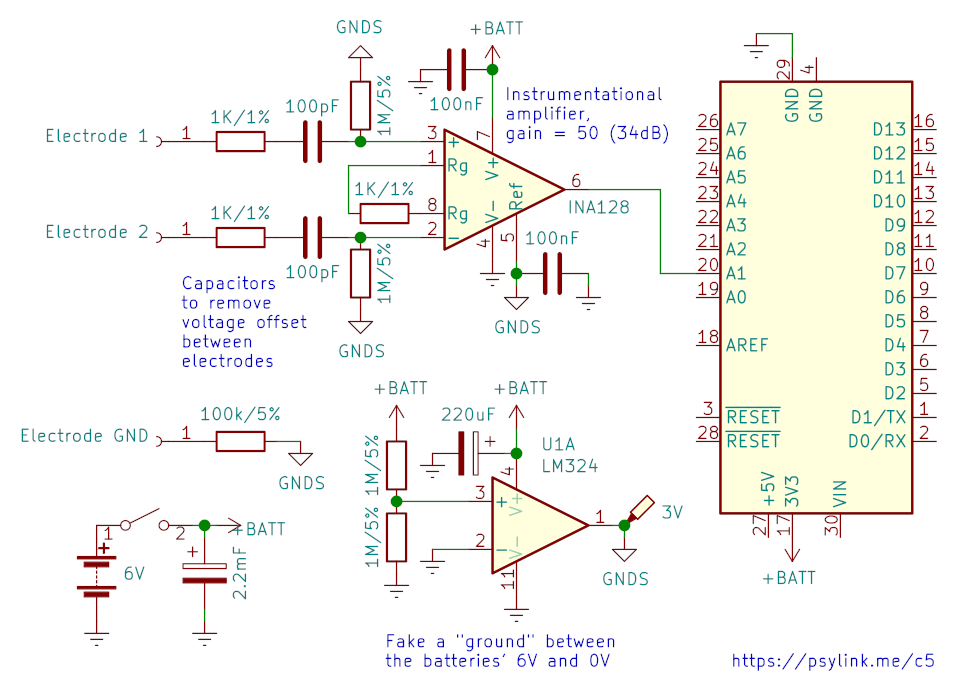 GNDS
+BATT
100nF
1M/5%
Instrumentational
amplifier,
gain = 50 (34dB)
100pF
1K/1%
Electrode 1
1
3
+
7
V+
1
Rg
1K/1%
8
Rg
2
-
V-
4
Ref
5
6
INA128
1K/1%
Electrode 2
1
100pF
1M/5%
GNDS
100nF
GNDS
Capacitors
to remove
voltage offset
between
electrodes
29
GND
4
GND
26
A7
25
A6
24
A5
23
A4
22
A3
21
A2
20
A1
19
A0
18
AREF
3
RESET
28
RESET
D13
16
D12
15
D11
14
D10
13
D9
12
D8
11
D7
10
D6
9
D5
8
D4
7
D3
6
D2
5
D1/TX
1
D0/RX
2
+5V
27
3V3
17
VIN
30
+BATT
Electrode GND
1
100k/5%
GNDS
+BATT
1M/5%
1M/5%
+BATT
220uF
+
U1A
LM324
4
V+
3
+
2
-
V-
11
1
3V
GNDS
1
2
+BATT
+
6V
+
2.2mF
Fake a "ground" between
the batteries' 6V and 0V
https://psylink.me/c5